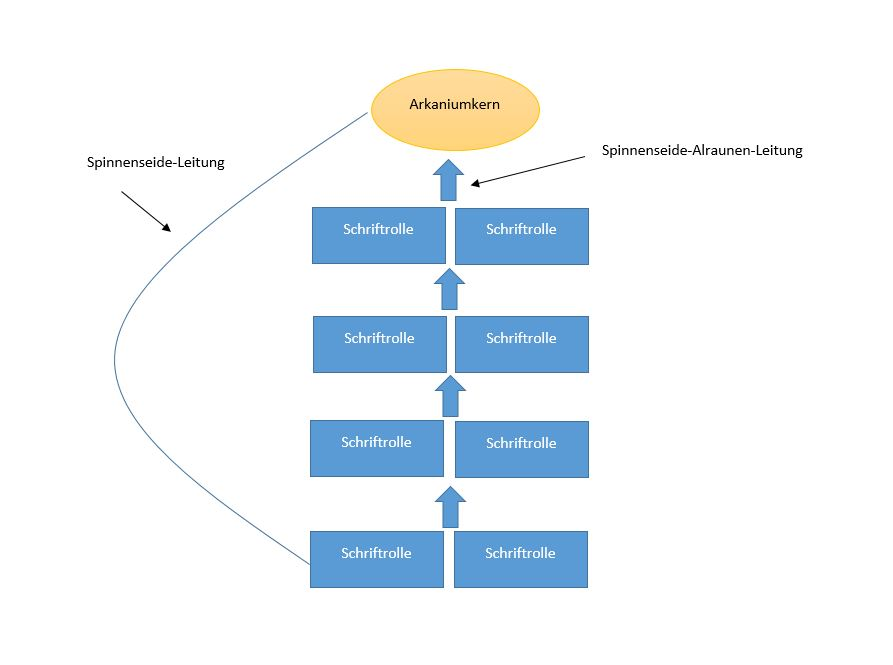 Arkaniumkern
Spinnenseide-Leitung
Spinnenseide-Alraunen-Leitung
Schriftrolle
Schriftrolle
Schriftrolle
Schriftrolle
Schriftrolle
Schriftrolle
Schriftrolle
Schriftrolle